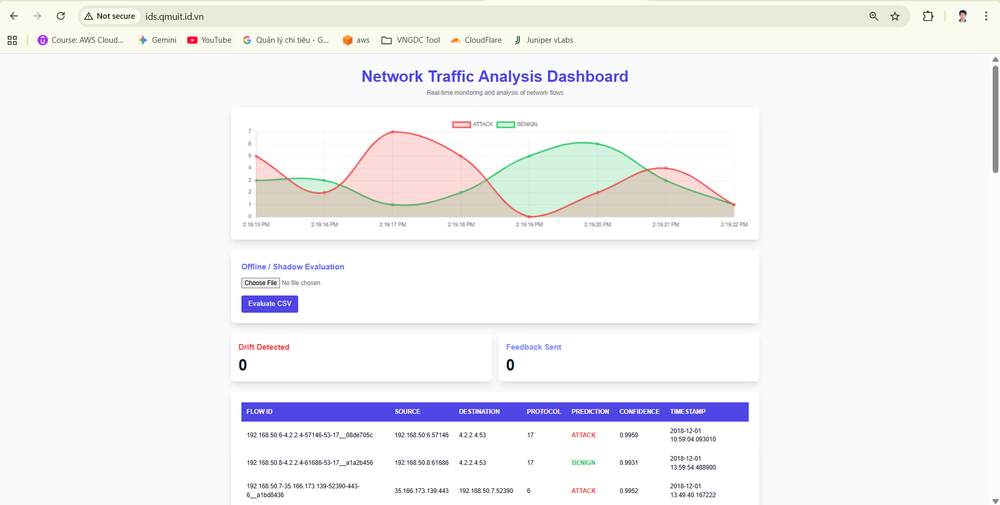 Not secure ids.qmuit.id.vn
Course: AWS Cloud... Gemini YouTube Quản lý chi tiêu - G... aws VNGDC Tool CloudFlare Juniper vLabs
Network Traffic Analysis Dashboard
Real-time monitoring and analysis of network flows
ATTACK BENIGN
7
6
5
4
3
2
1
0
2:19:15 PM 2:19:16 PM 2:19:17 PM 2:19:18 PM 2:19:19 PM 2:19:20 PM 2:19:21 PM 2:19:22 PM
Offline / Shadow Evaluation
Choose File No file chosen
Evaluate CSV
Drift Detected Feedback Sent
0 0
FLOW ID SOURCE DESTINATION PROTOCOL PREDICTION CONFIDENCE TIMESTAMP
192.168.50.6-4.2.2.4-57146-53-17__08de705c 192.168.50.6:57146 4.2.2.4:53 17 ATTACK 0.9959 2018-12-01
10:59:04.093010
192.168.50.8-4.2.2.4-61686-53-17__a1a2b456 192.168.50.8:61686 4.2.2.4:53 17 BENIGN 0.9931 2018-12-01
13:59:54.488900
192.168.50.7-35.166.173.139-52390-443-
6__a1bd8436 35.166.173.139:443 192.168.50.7:52390 6 ATTACK 0.9952 2018-12-01
13:49:40.167222